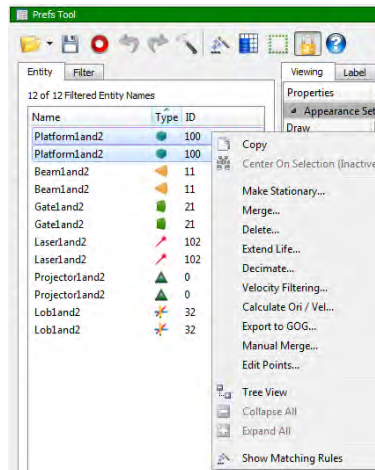 Prefs Tool
Entity Filter
Viewing Label
12 of 12 Filtered Entity Names
Properties
Appearance Set
Draw
Name Type ID
Platform1and2 100
Platform1and2 100
Beam1and2 11
Beam1and2 11
Gate1and2 21
Gate1and2 21
Laser1and2 102
Laser1and2 102
Projector1and2 0
Projector1and2 0
Lob1and2 32
Lob1and2 32
Copy
Center On Selection (Inactive
Make Stationary...
Merge...
Delete...
Extend Life...
Decimate...
Velocity Filtering...
Calculate Ori / Vel...
Export to GOG...
Manual Merge...
Edit Points...
Tree View
Collapse All
Expand All
Show Matching Rules